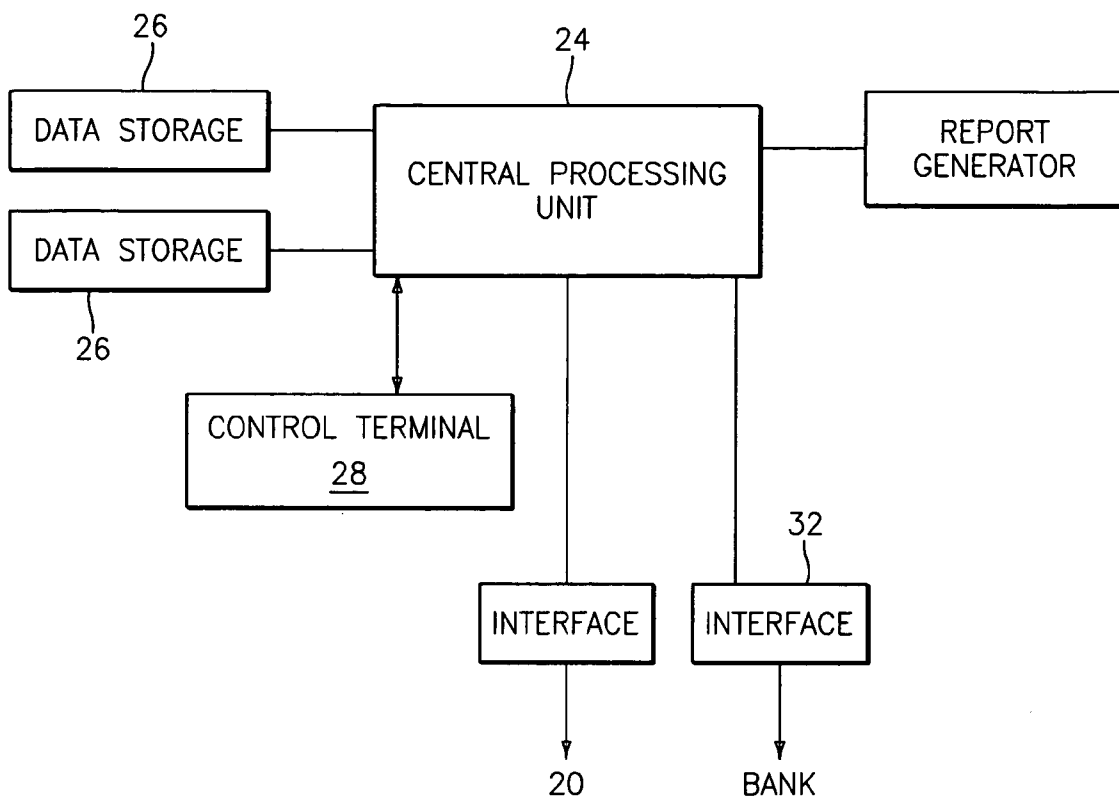 26
24
DATA STORAGE
CENTRAL PROCESSING
UNIT
REPORT
GENERATOR
DATA STORAGE
26
CONTROL TERMINAL
28
32
INTERFACE
INTERFACE
20
BANK